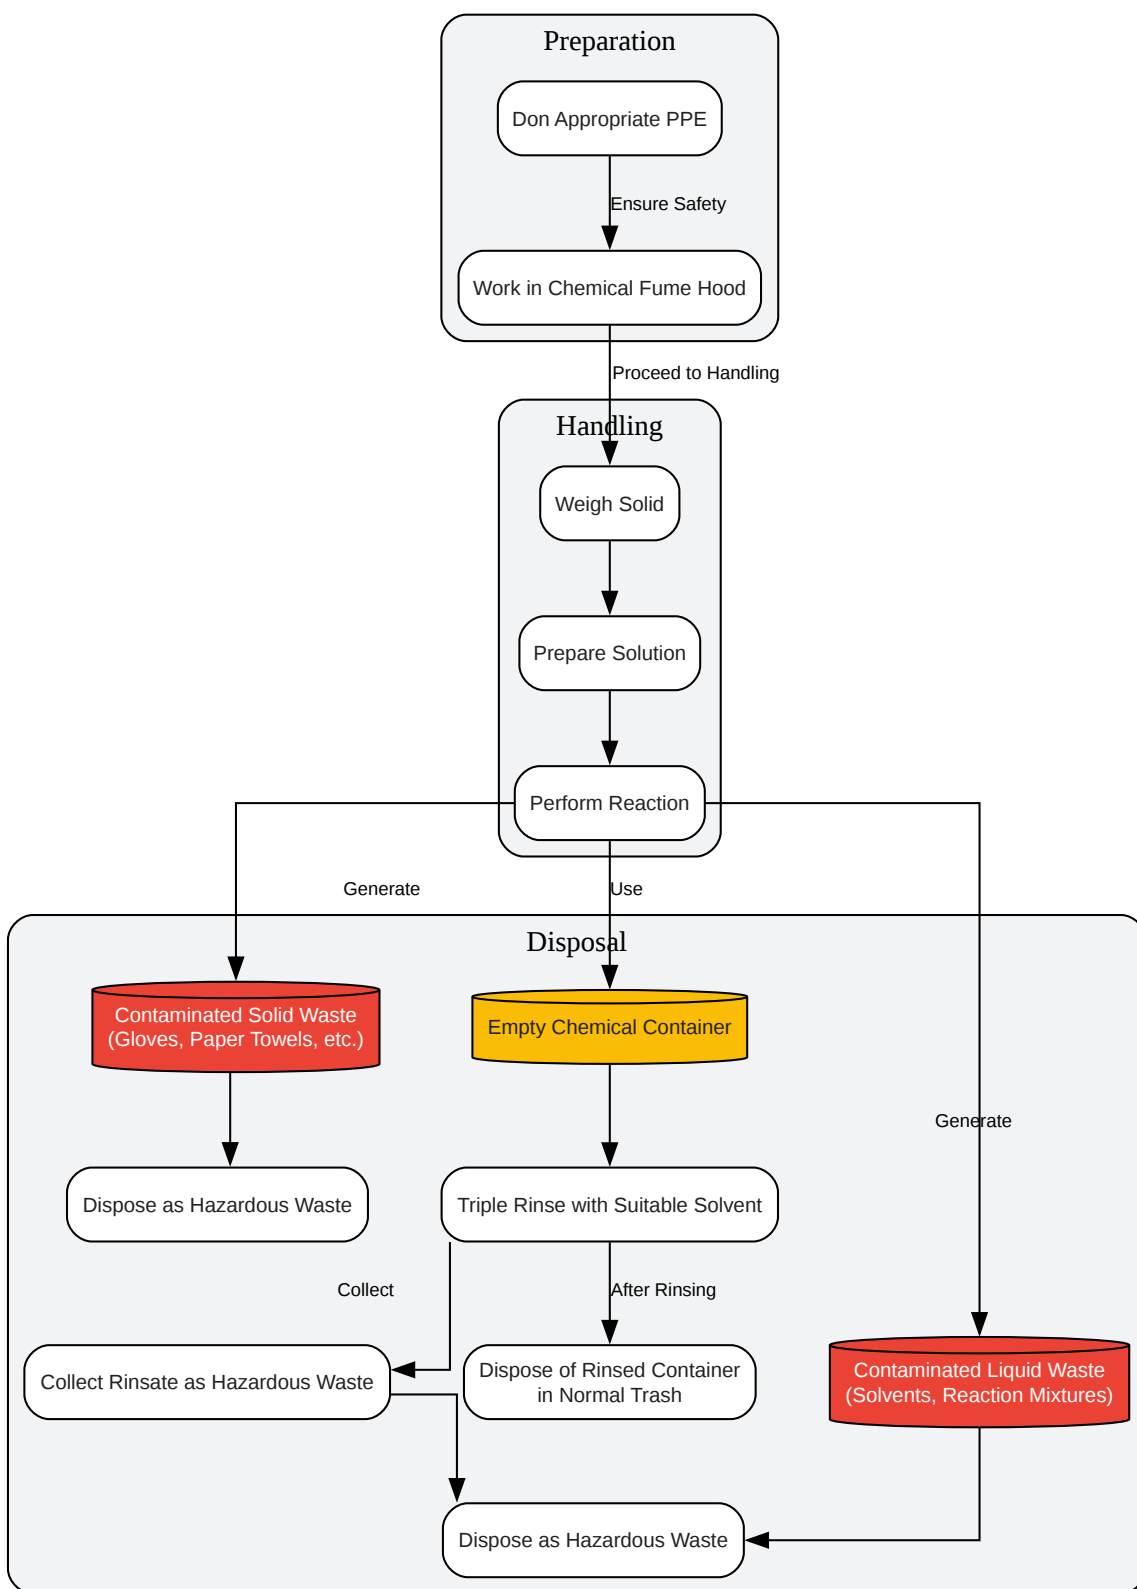 Preparation
Don Appropriate PPE
Ensure Safety
Work in Chemical Fume Hood
Proceed to Handling
Handling
Weigh Solid
Prepare Solution
Perform Reaction
Generate
Use
Disposal
Contaminated Solid Waste
(Gloves, Paper Towels, etc.)
Empty Chemical Container
Generate
Dispose as Hazardous Waste
Triple Rinse with Suitable Solvent
Collect
After Rinsing
Collect Rinsate as Hazardous Waste
Dispose of Rinsed Container
in Normal Trash
Contaminated Liquid Waste
(Solvents, Reaction Mixtures)
Dispose as Hazardous Waste